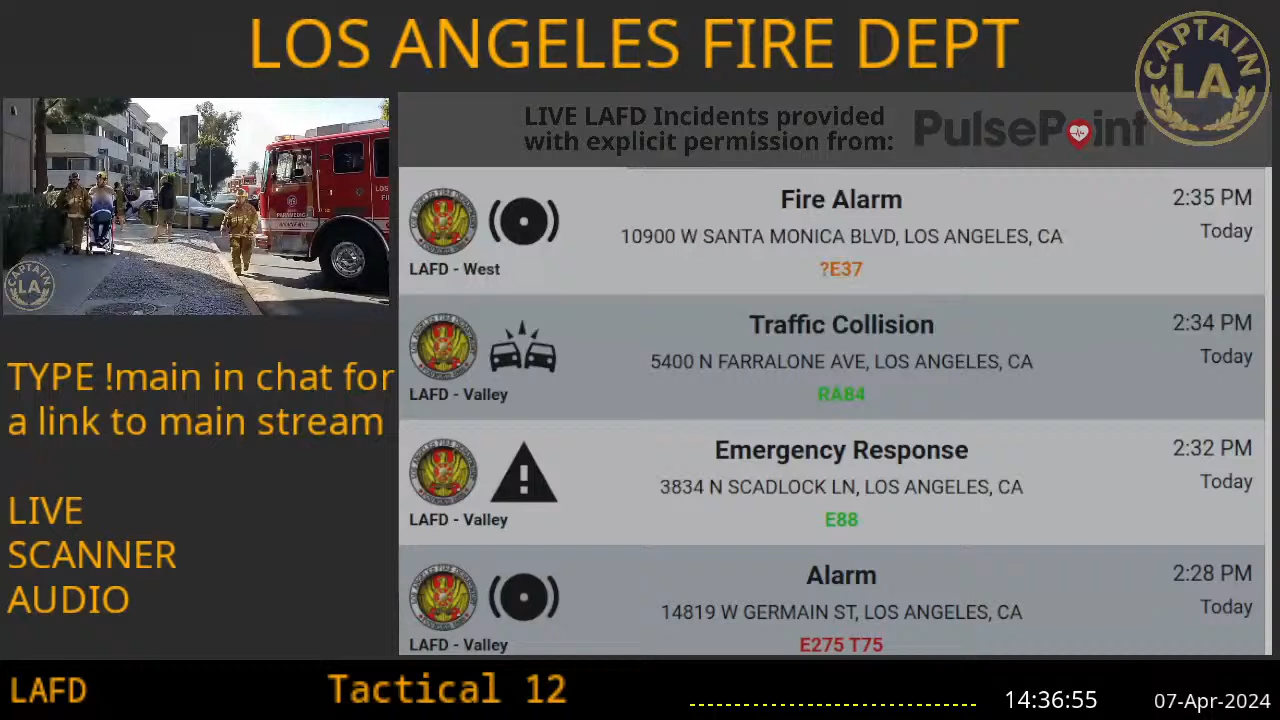 LOS ANGELES FIRE DEPT
CAPTAIN
LA
LIVE LAFD Incidents provided
with explicit permission from:
PulsePoint
Fire Alarm
2:35 PM
10900 W SANTA MONICA BLVD, LOS ANGELES, CA
Today
LAFD - West
?E37
Traffic Collision
2:34 PM
5400 N FARRALONE AVE, LOS ANGELES, CA
Today
LAFD - Valley
RA84
Emergency Response
2:32 PM
3834 N SCADLOCK LN, LOS ANGELES, CA
Today
LAFD - Valley
E88
Alarm
2:28 PM
14819 W GERMAIN ST, LOS ANGELES, CA
Today
LAFD - Valley
E275 T75
CAPTAIN
LA
TYPE !main in chat for
a link to main stream
LIVE
SCANNER
AUDIO
LAFD
Tactical 12
14:36:55
07-Apr-2024